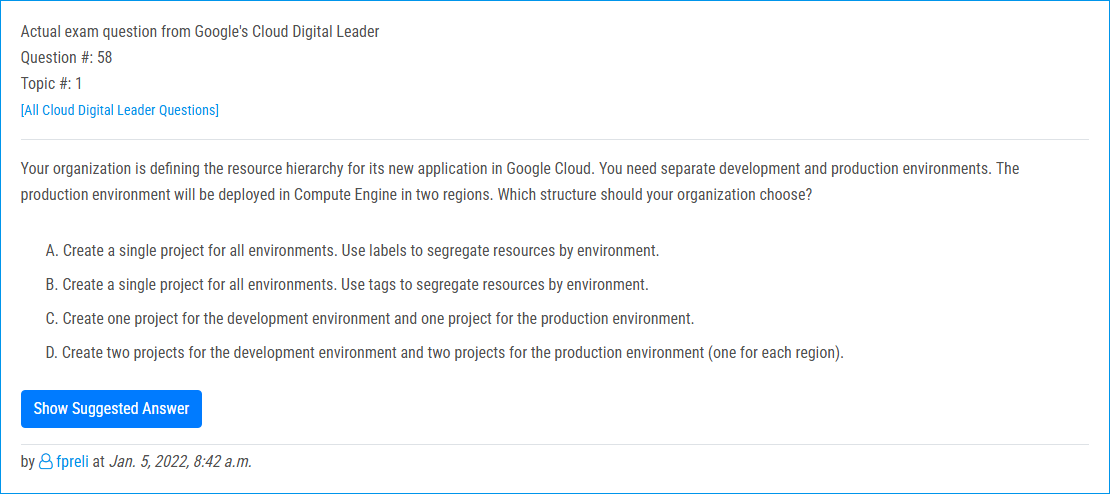 Actual exam question from Google's Cloud Digital Leader
Question #: 58
Topic #: 1
[All Cloud Digital Leader Questions]
Your organization is defining the resource hierarchy for its new application in Google Cloud. You need separate development and production environments. The
production environment will be deployed in Compute Engine in two regions. Which structure should your organization choose?
A. Create a single project for all environments. Use labels to segregate resources by environment.
B. Create a single project for all environments. Use tags to segregate resources by environment.
C. Create one project for the development environment and one project for the production environment.
D. Create two projects for the development environment and two projects for the production environment (one for each region).
Show Suggested Answer
by fpreli at Jan. 5, 2022, 8:42 a.m.